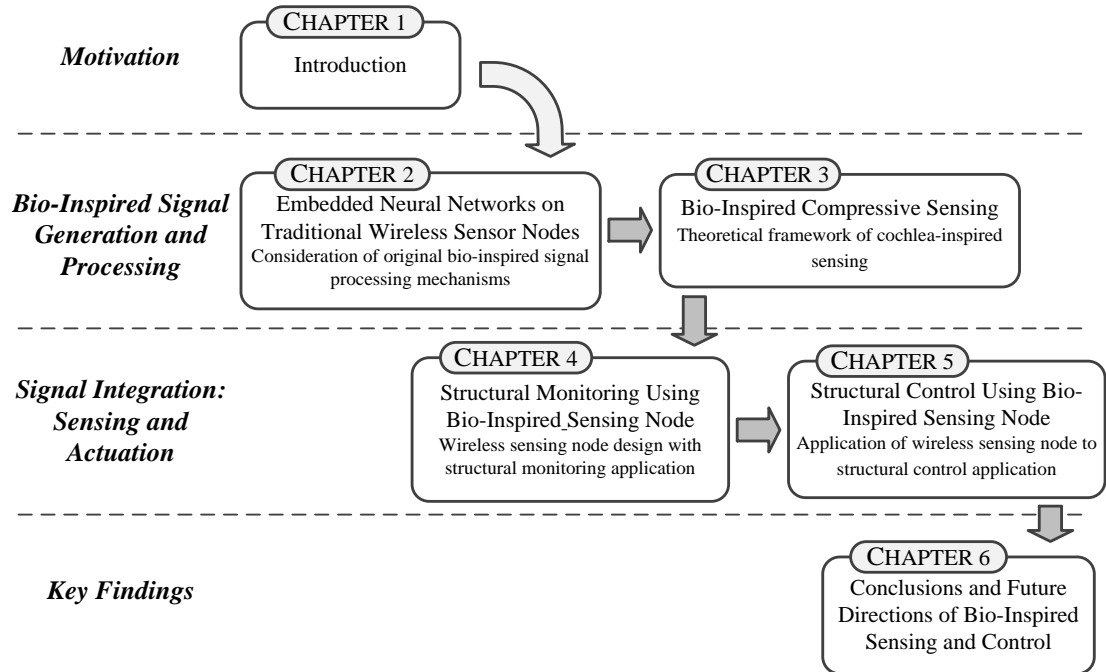 CHAPTER 1
Motivation
Introduction
CHAPTER 2
CHAPTER 3
Bio-Inspired Signal
Generation and
Processing
Embedded Neural Networks on
Traditional Wireless Sensor Nodes
Consideration of original bio-inspired signal
processing mechanisms
Bio-Inspired Compressive Sensing
Theoretical framework of cochlea-inspired
sensing
CHAPTER 4
CHAPTER 5
Signal Integration:
Sensing and
Actuation
Structural Monitoring Using
Bio-Inspired Sensing Node
Wireless sensing node design with
structural monitoring application
Structural Control Using Bio-
Inspired Sensing Node
Application of wireless sensing node to
structural control application
CHAPTER 6
Key Findings
Conclusions and Future
Directions of Bio-Inspired
Sensing and Control